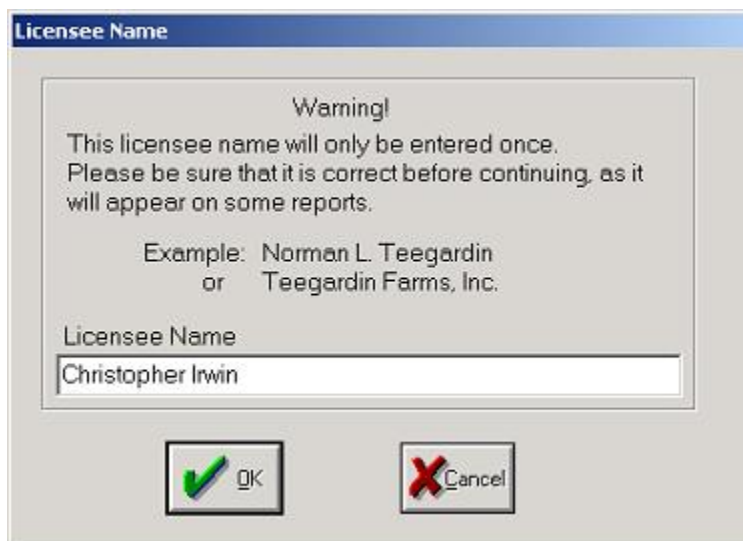 Licensee Name
Warning!
This licensee name will only be entered once.
Please be sure that it is correct before continuing, as it
will appear on some reports.
Example: Norman L. Teegardin
or Teegardin Farms, Inc.
Licensee Name
Christopher Irwin
OK Cancel